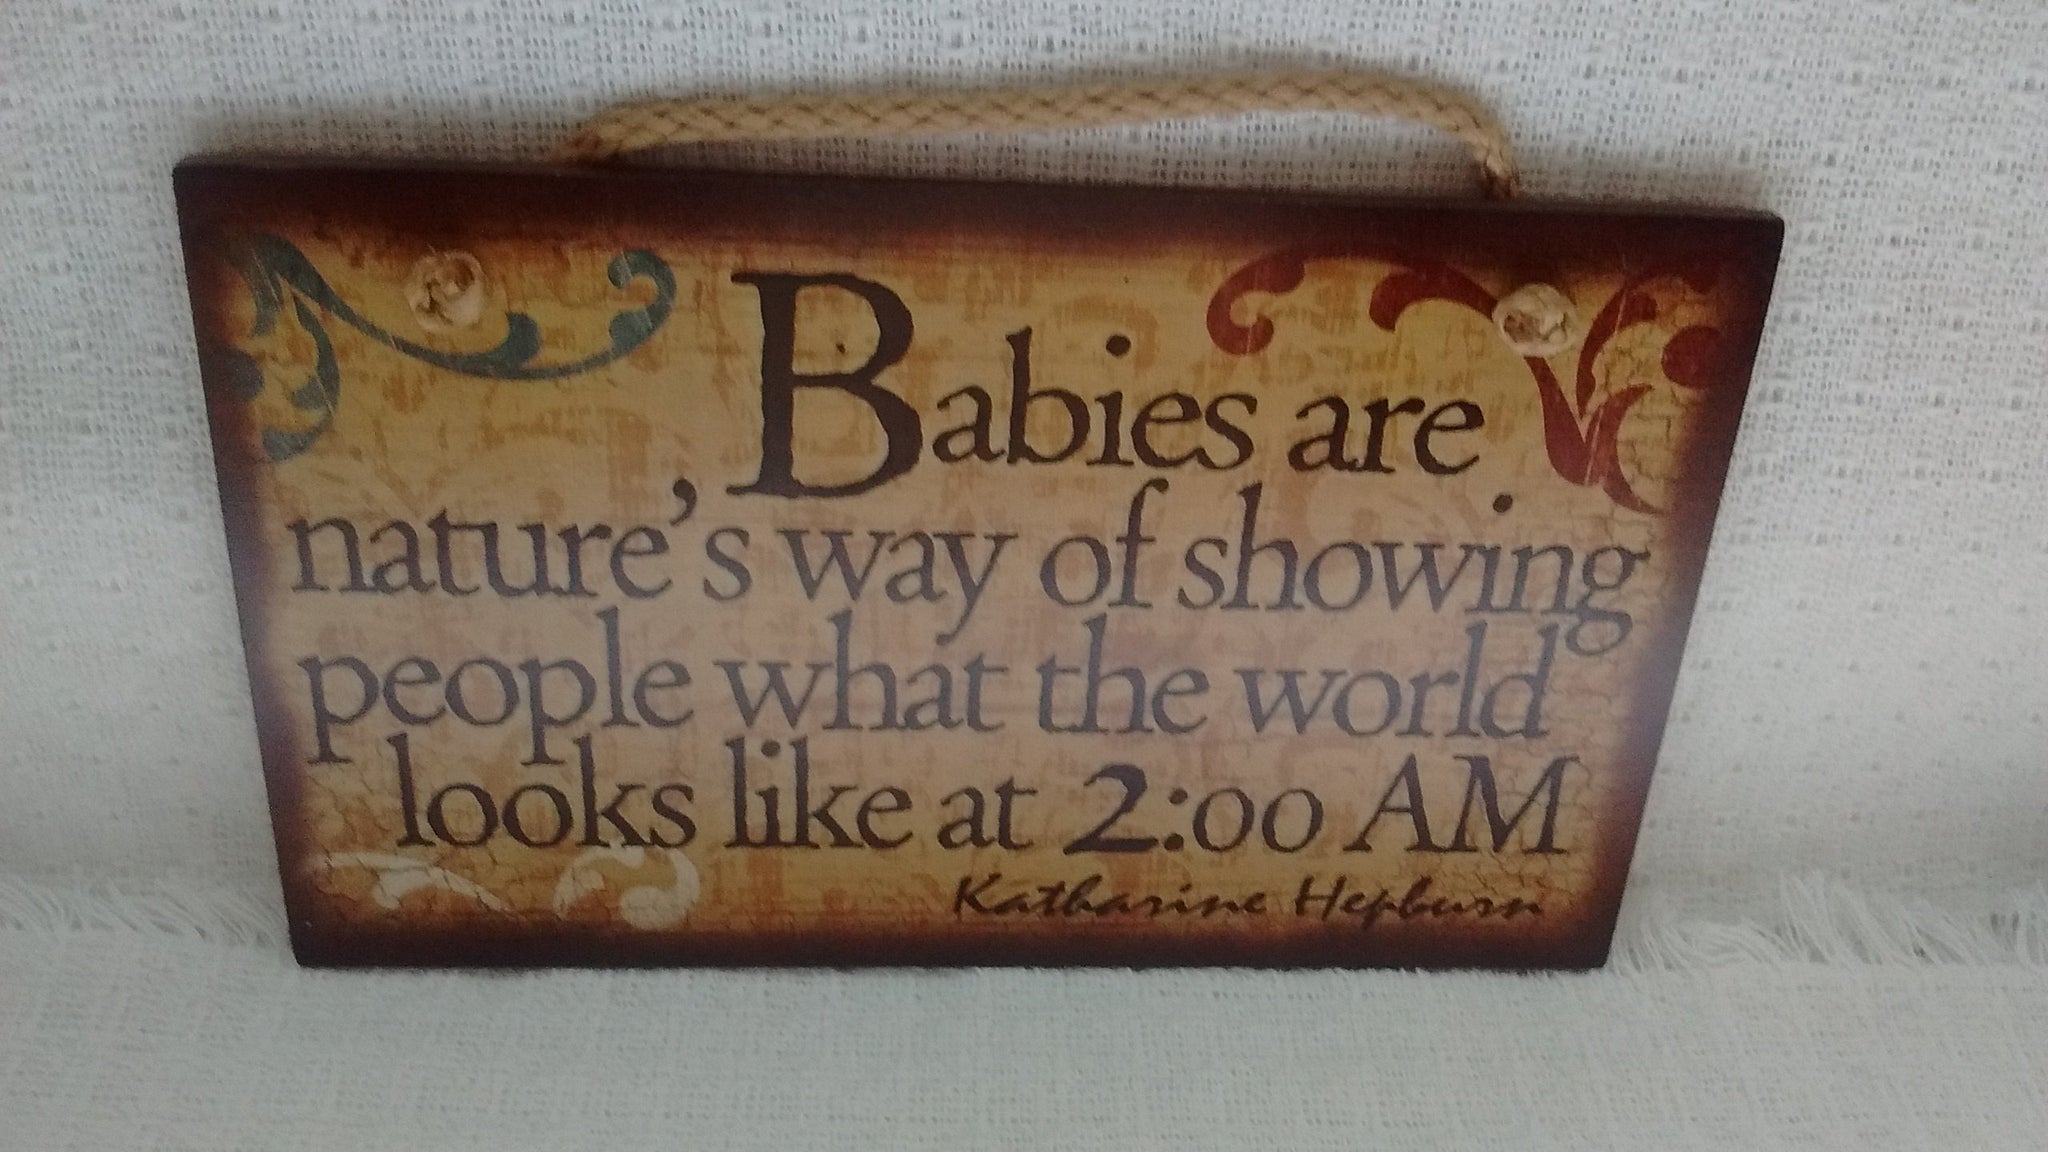 Babies are
nature's way of showing
people what the world
looks like at 2:00 AM
Katharine Hepburn